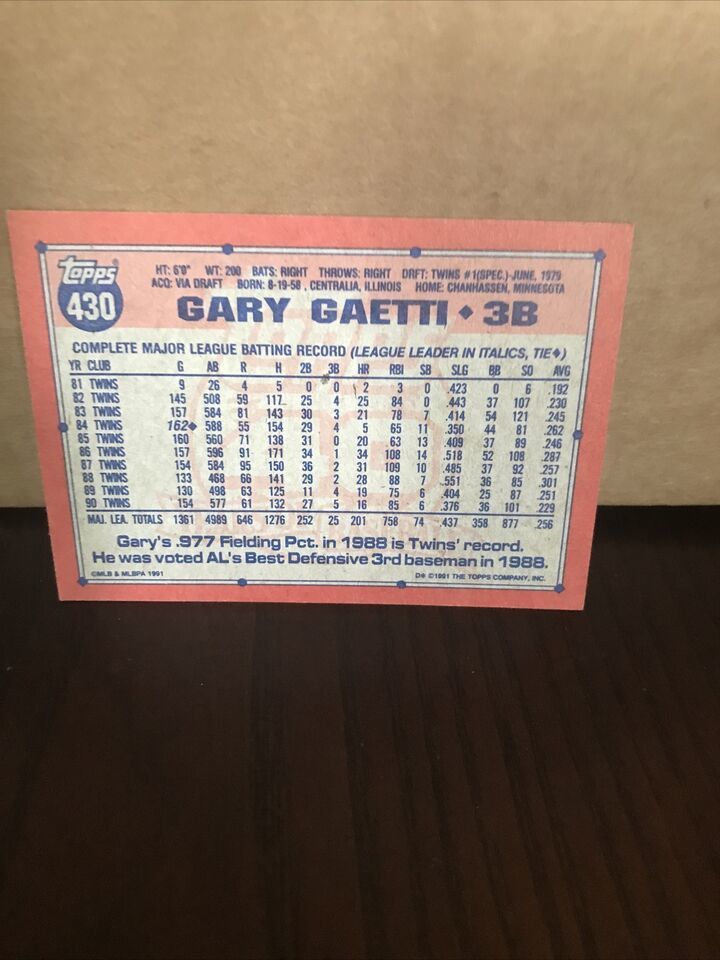 Topps®
430
HT: 6'0" WT: 200 BATS: RIGHT THROWS: RIGHT DRFT: TWINS #1(SPEC.)-JUNE, 1979
ACQ: VIA DRAFT BORN: 8-19-58, CENTRALIA, ILLINOIS HOME: CHANHASSEN, MINNESOTA
GARY GAETTI ♦ 3B
COMPLETE MAJOR LEAGUE BATTING RECORD (LEAGUE LEADER IN ITALICS, TIE♦)
YR CLUB G AB R H 2B 3B HR RBI SB SLG BB SO AVG
81 TWINS 9 26 4 5 0 0 2 3 0 .423 0 6 .192
82 TWINS 145 508 59 117 25 4 25 84 0 .443 37 107 .230
83 TWINS 157 584 81 143 30 3 21 78 7 .414 54 121 .245
84 TWINS 162♦ 588 55 154 29 4 5 65 11 .350 44 81 .262
85 TWINS 160 560 71 138 31 0 20 63 13 .409 37 89 .246
86 TWINS 157 596 91 171 34 1 34 108 14 .518 52 108 .287
87 TWINS 154 584 95 150 36 2 31 109 10 .485 37 92 .257
88 TWINS 133 468 66 141 29 2 28 88 7 .551 36 85 .301
89 TWINS 130 498 63 125 11 4 19 75 6 .404 25 87 .251
90 TWINS 154 577 61 132 27 5 16 85 6 .376 36 101 .229
MAJ. LEA. TOTALS 1361 4989 646 1276 252 25 201 758 74 .437 358 877 .256
Gary's .977 Fielding Pct. in 1988 is Twins' record.
He was voted AL's Best Defensive 3rd baseman in 1988.
©MLB & MLBPA 1991 D* ©1991 THE TOPPS COMPANY, INC.